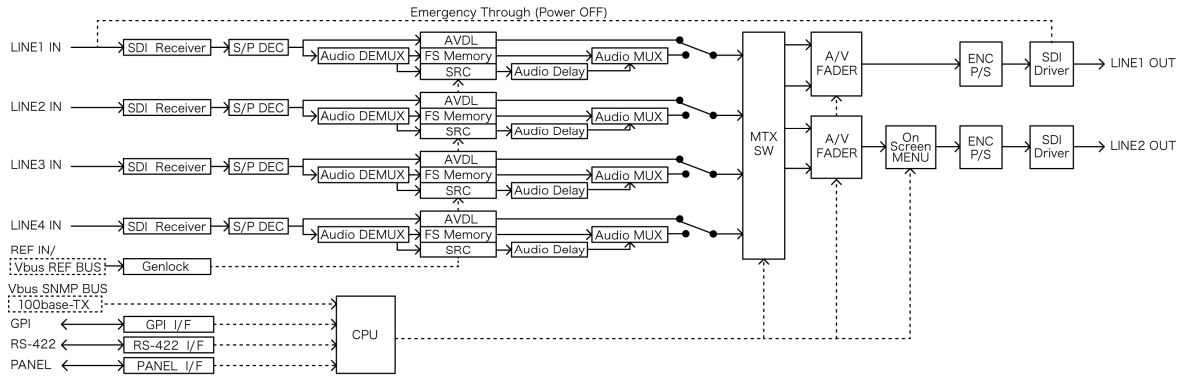 Emergency Through (Power OFF)
LINE1 IN
SDI Receiver
S/P DEC
Audio DEMUX
AVDL
FS Memory
SRC
Audio Delay
Audio MUX
LINE2 IN
SDI Receiver
S/P DEC
Audio DEMUX
AVDL
FS Memory
SRC
Audio Delay
Audio MUX
LINE3 IN
SDI Receiver
S/P DEC
Audio DEMUX
AVDL
FS Memory
SRC
Audio Delay
Audio MUX
LINE4 IN
SDI Receiver
S/P DEC
Audio DEMUX
AVDL
FS Memory
SRC
Audio Delay
Audio MUX
MTX
SW
A/V
FADER
ENC
P/S
SDI
Driver
LINE1 OUT
A/V
FADER
On
Screen
MENU
ENC
P/S
SDI
Driver
LINE2 OUT
REF IN/
Vbus REF BUS
Genlock
Vbus SNMP BUS
100base-TX
GPI
GPI I/F
RS-422
RS-422 I/F
PANEL
PANEL I/F
CPU